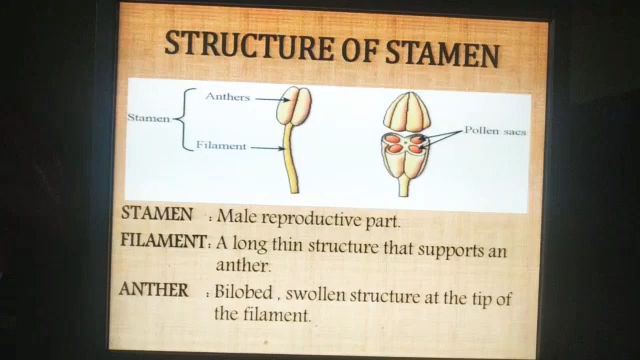 STRUCTURE OF STAMEN
Anthers
Stamen
Filament
Pollen sacs
STAMEN : Male reproductive part.
FILAMENT: A long thin structure that supports an
anther.
ANTHER : Bilobed , swollen structure at the tip of
the filament.